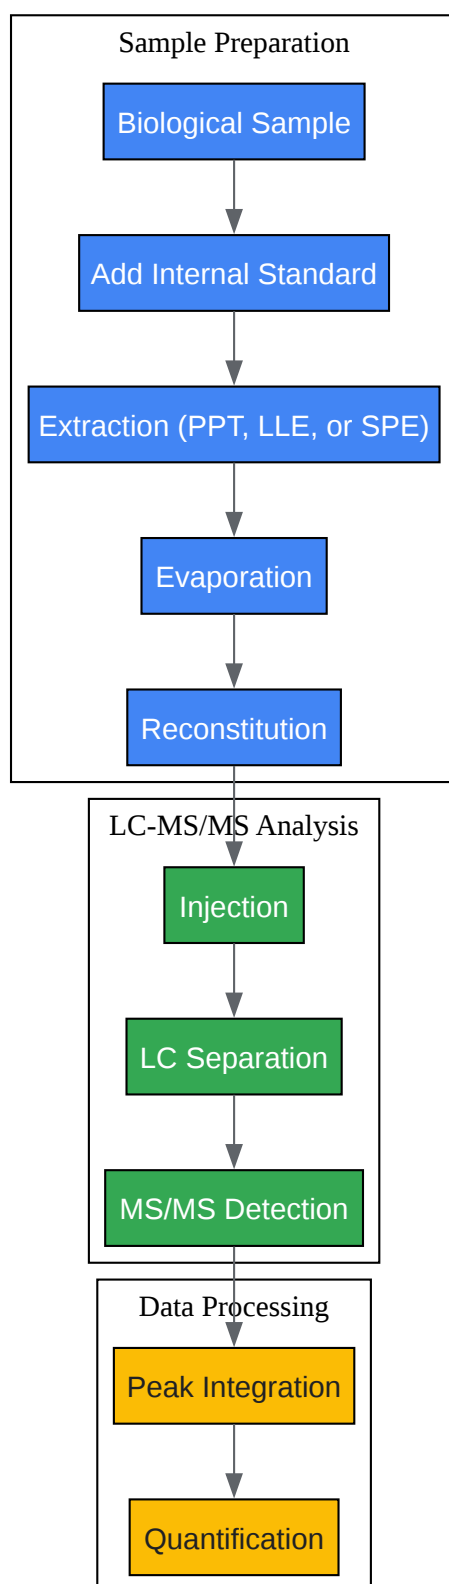 Sample Preparation
Biological Sample
Add Internal Standard
Extraction (PPT, LLE, or SPE)
Evaporation
Reconstitution
LC-MS/MS Analysis
Injection
LC Separation
MS/MS Detection
Data Processing
Peak Integration
Quantification